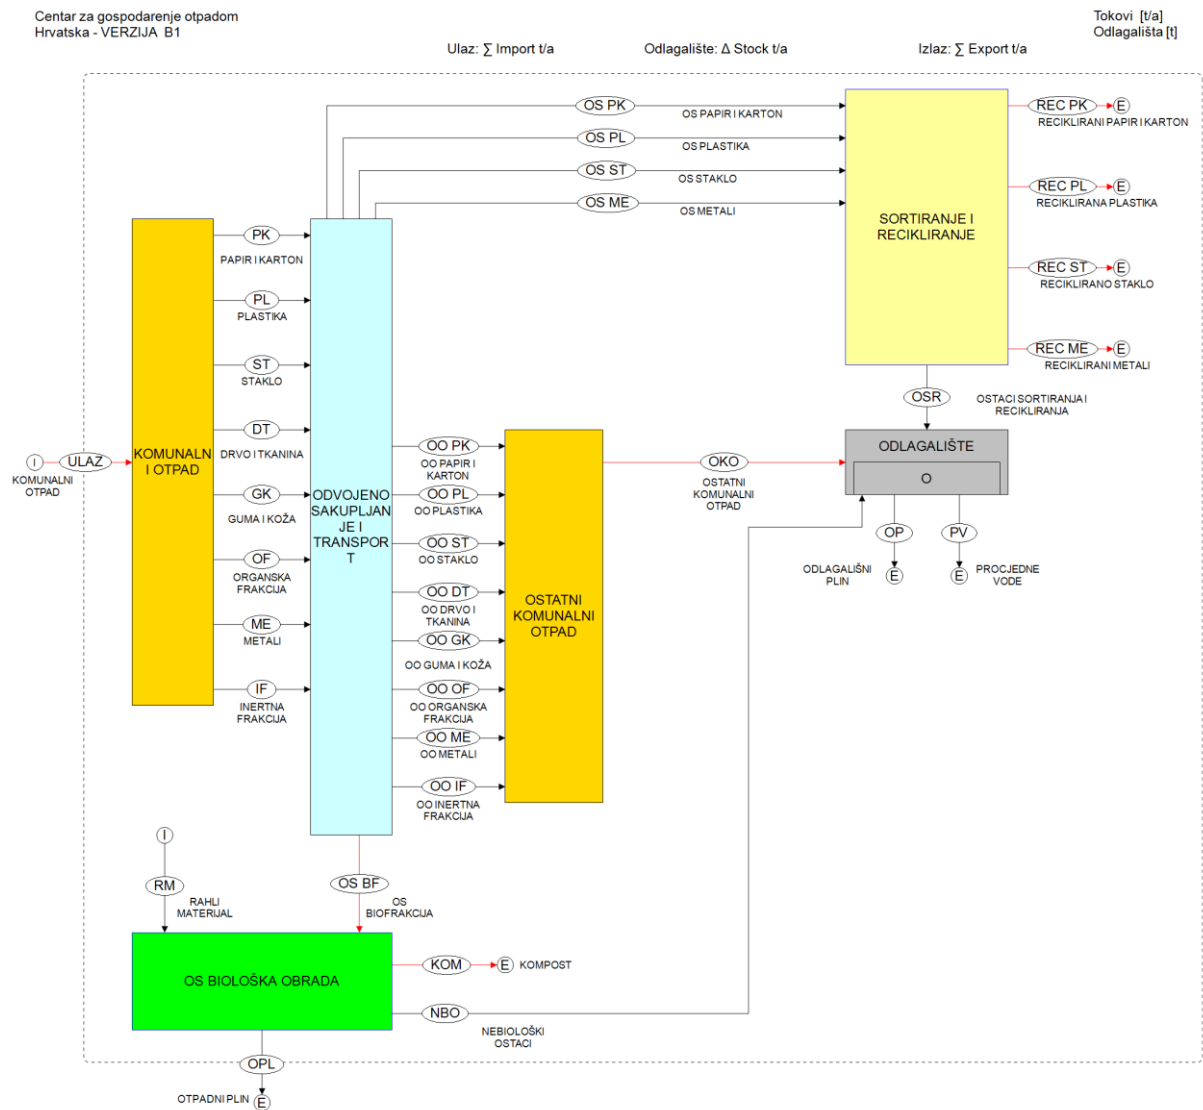 Centar za gospodarenje otpadom
Hrvatska - VERZIJA B1
Tokovi [t/a]
Odlagališta [t]
Ulaz: ∑ Import t/a
Odlagalište: Δ Stock t/a
Izlaz: ∑ Export t/a
OS PK
OS PAPIR I KARTON
OS PL
OS PLASTIKA
OS ST
OS STAKLO
OS ME
OS METALI
SORTIRANJE I
RECIKLIRANJE
REC PK
E
RECIKLIRANI PAPIR I KARTON
REC PL
E
RECIKLIRANA PLASTIKA
REC ST
E
RECIKLIRANO STAKLO
REC ME
E
RECIKLIRANI METALI
OSR
OSTACI SORTIRANJA I
RECIKLIRANJA
I
KOMUNALNI
OTPAD
ULAZ
KOMUNALN
I OTPAD
PK
PAPIR I KARTON
PL
PLASTIKA
ST
STAKLO
DT
DRVO I TKANINA
GK
GUMA I KOŽA
OF
ORGANSKA
FRAKCIJA
ME
METALI
IF
INERTNA
FRAKCIJA
ODVOJENO
SAKUPLJAN
JE I
TRANSPOR
T
OO PK
OO PAPIR I
KARTON
OO PL
OO PLASTIKA
OO ST
OO STAKLO
OO DT
OO DRVO I
TKANINA
OO GK
OO GUMA I KOŽA
OO OF
OO ORGANSKA
FRAKCIJA
OO ME
OO METALI
OO IF
OO INERTNA
FRAKCIJA
OSTATNI
KOMUNALNI
OTPAD
OKO
OSTATNI
KOMUNALNI
OTPAD
ODLAGALIŠTE
O
OP
ODLAGALIŠNI
PLIN
E
PV
PROCJEDNE
VODE
E
I
RM
RAHLI
MATERIJAL
OS BF
OS
BIOFRAKCIJA
OS BIOLOŠKA OBRADA
KOM
E
KOMPOST
NBO
NEBIOLOŠKI
OSTACI
OPL
OTPADNI PLIN
E